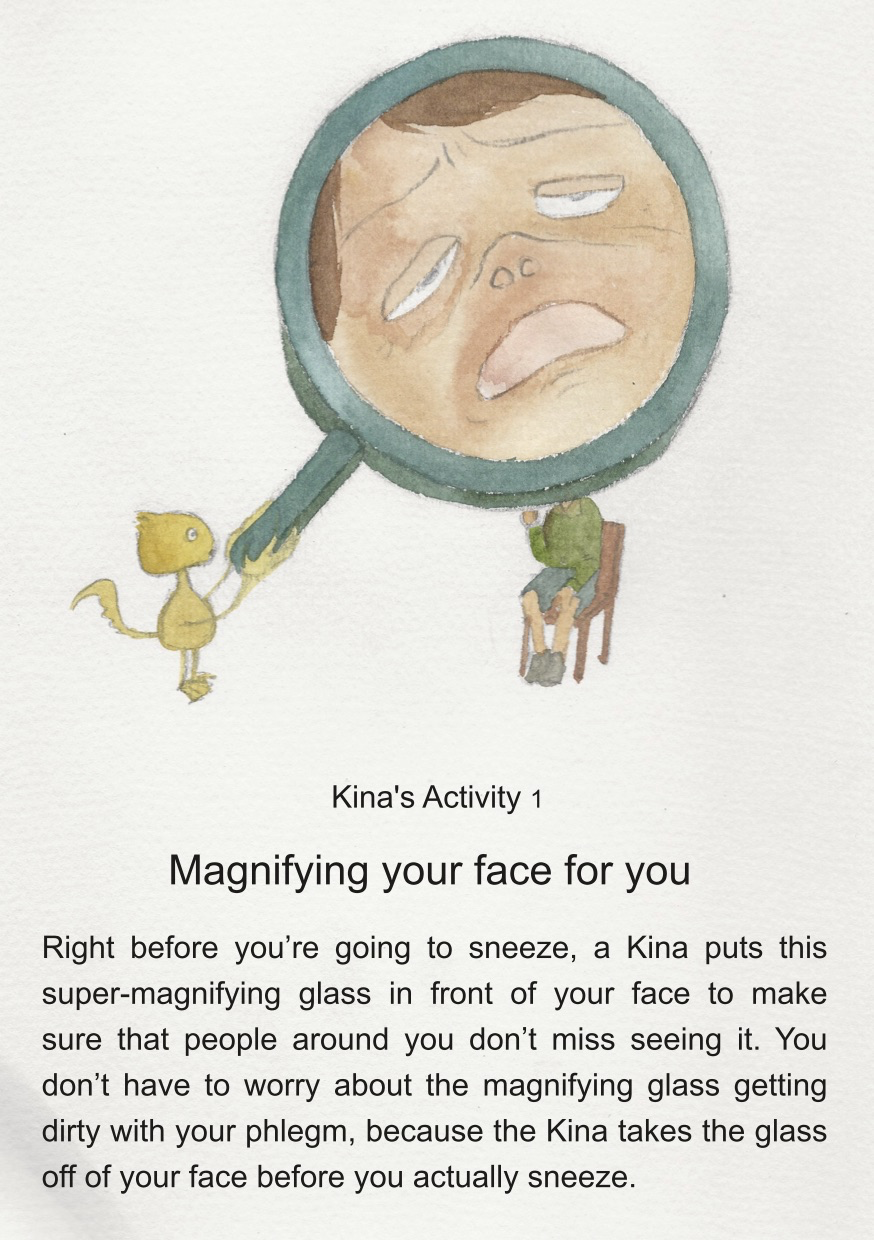 Kina's Activity 1
Magnifying your face for you
Right before you’re going to sneeze, a Kina puts this
super-magnifying glass in front of your face to make
sure that people around you don’t miss seeing it. You
don’t have to worry about the magnifying glass getting
dirty with your phlegm, because the Kina takes the glass
off of your face before you actually sneeze.